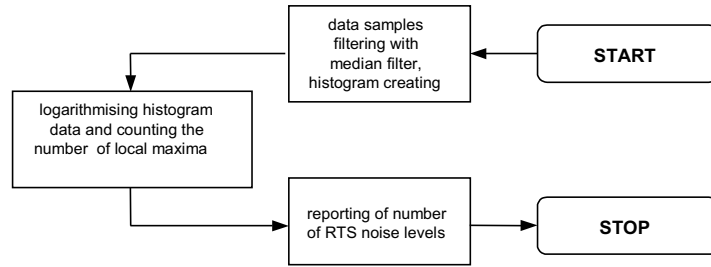 START
data samples
filtering with
median filter,
histogram creating
logarithmising histogram
data and counting the
number of local maxima
reporting of number
of RTS noise levels
STOP